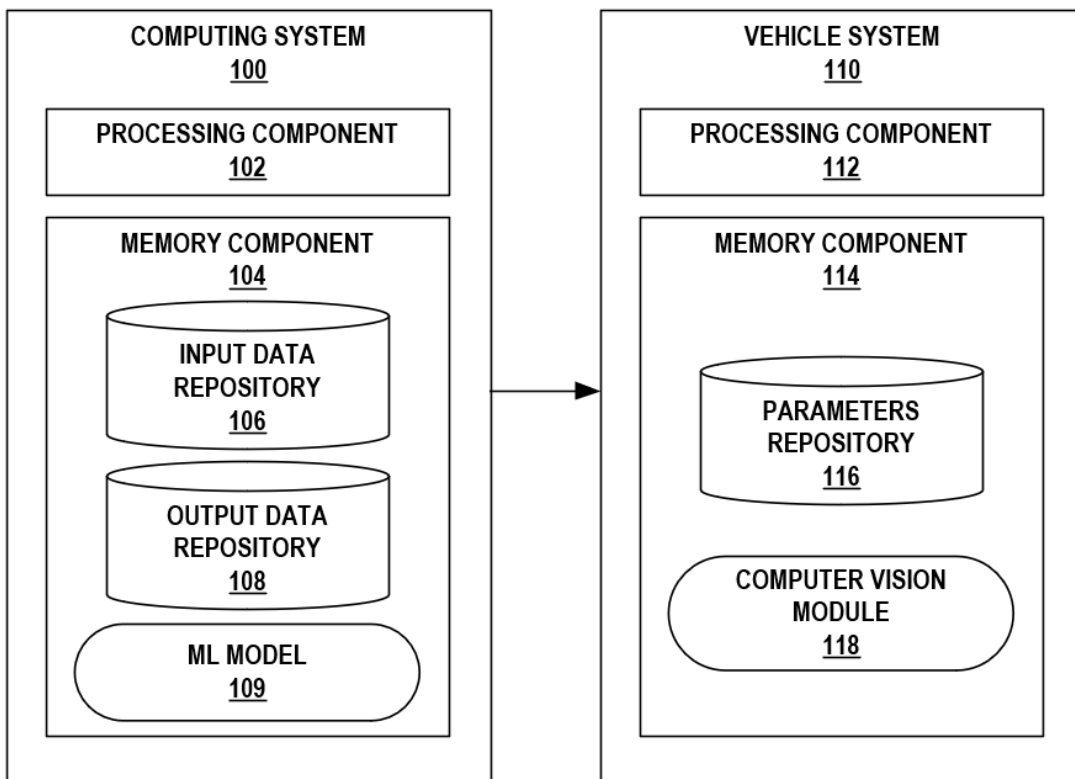 COMPUTING SYSTEM
100
PROCESSING COMPONENT
102
MEMORY COMPONENT
104
INPUT DATA
REPOSITORY
106
OUTPUT DATA
REPOSITORY
108
ML MODEL
109
VEHICLE SYSTEM
110
PROCESSING COMPONENT
112
MEMORY COMPONENT
114
PARAMETERS
REPOSITORY
116
COMPUTER VISION
MODULE
118